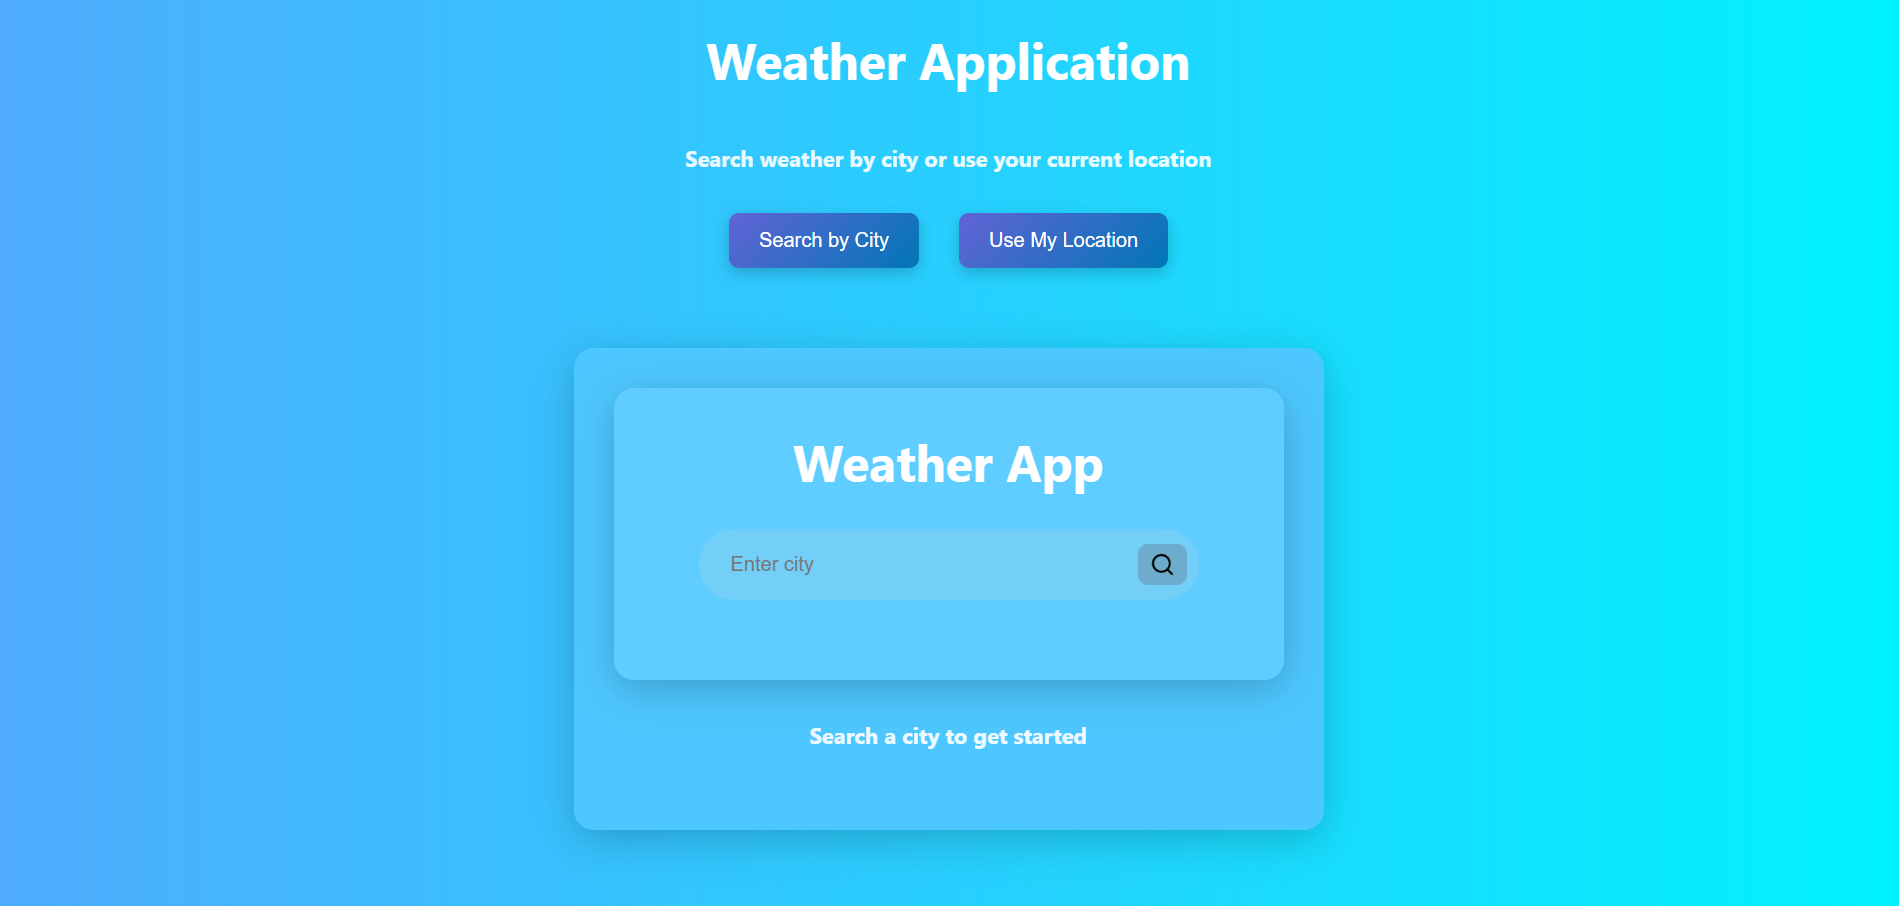 Weather Application
Search weather by city or use your current location
Search by City
Use My Location
Weather App
Enter city
Search a city to get started